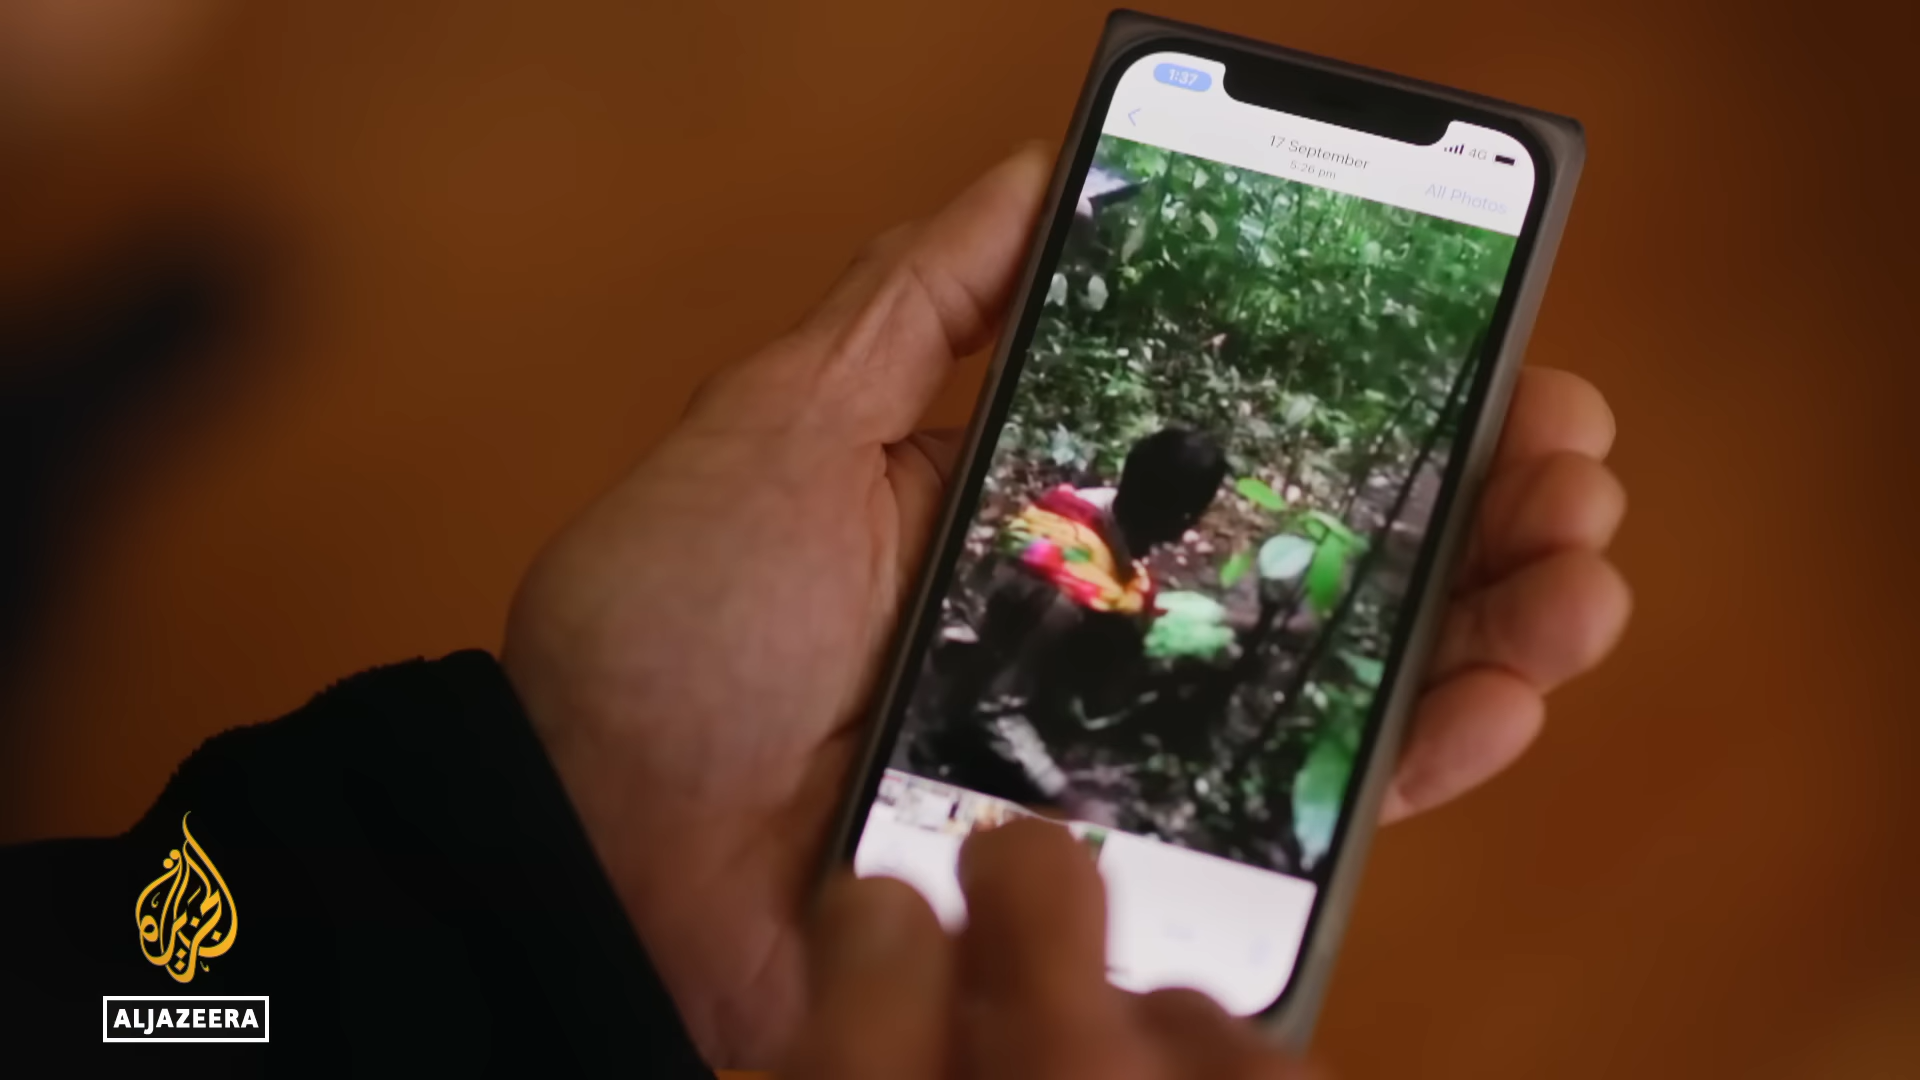 1:37
4G
17 September
5:26 pm
All Photos
الجزيرة
ALJAZEERA